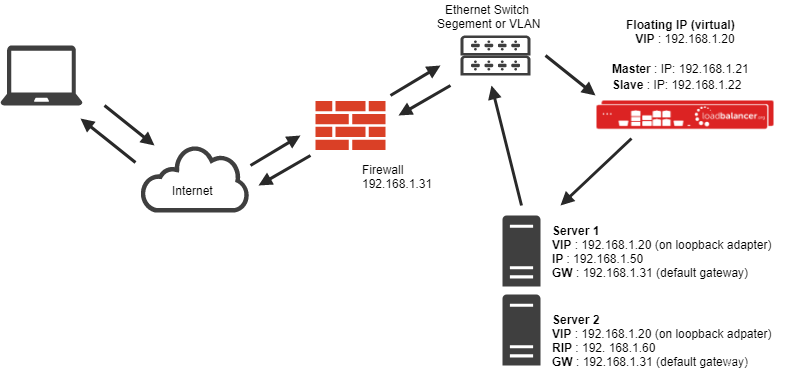 Ethernet Switch
Segement or VLAN
Floating IP (virtual)
VIP : 192.168.1.20
Master : IP: 192.168.1.21
Slave : IP: 192.168.1.22
loadbalancer.org
Firewall
192.168.1.31
Internet
Server 1
VIP : 192.168.1.20 (on loopback adapter)
IP : 192.168.1.50
GW : 192.168.1.31 (default gateway)
Server 2
VIP : 192.168.1.20 (on loopback adpater)
RIP : 192. 168.1.60
GW : 192.168.1.31 (default gateway)